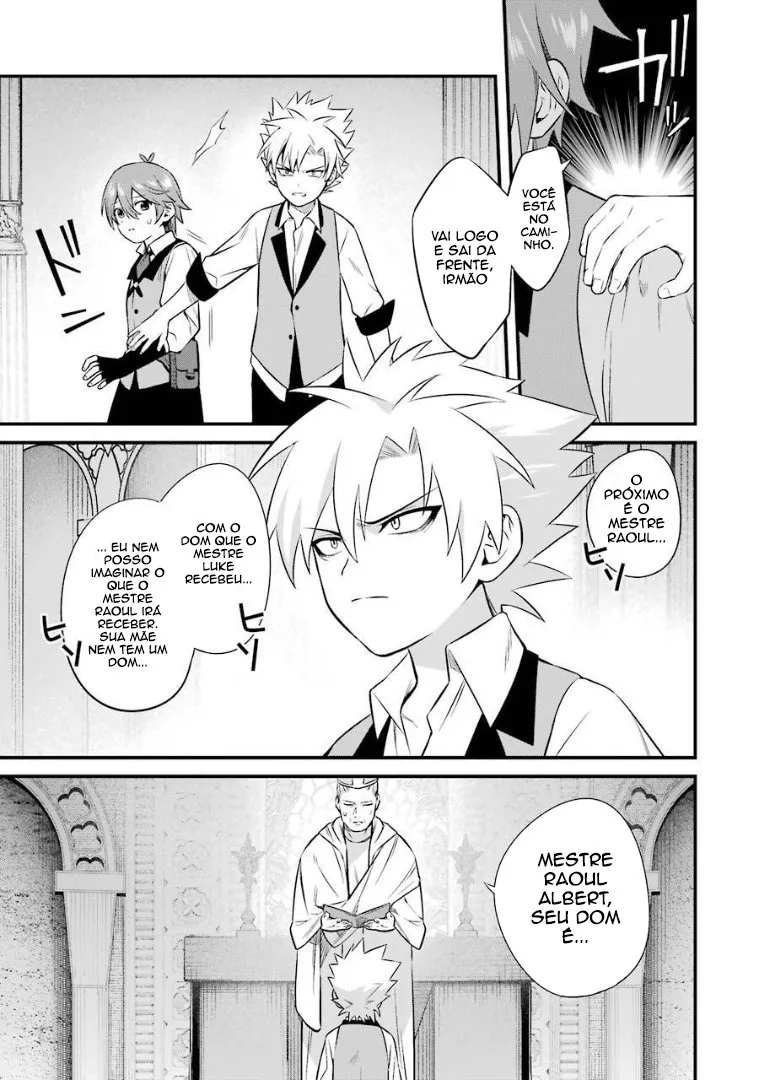 ガッ
VOCÊ
ESTÁ
NO
CAMI-
NHO.
VAI LOGO
E SAI DA
FRENTE,
IRMÃO
ドン
O
PRÓXIMO
É O
MESTRE
RAOUL...
ヒソ
COM O
DOM QUE O
MESTRE
LUKE
RECEBEU...
ヒソ
... EU NEM
POSSO
IMAGINAR O
QUE O
MESTRE
RAOUL IRÁ
RECEBER.
SUA MÃE
NEM TEM UM
DOM...
ヒソ
MESTRE
RAOUL
ALBERT,
SEU DOM
É...